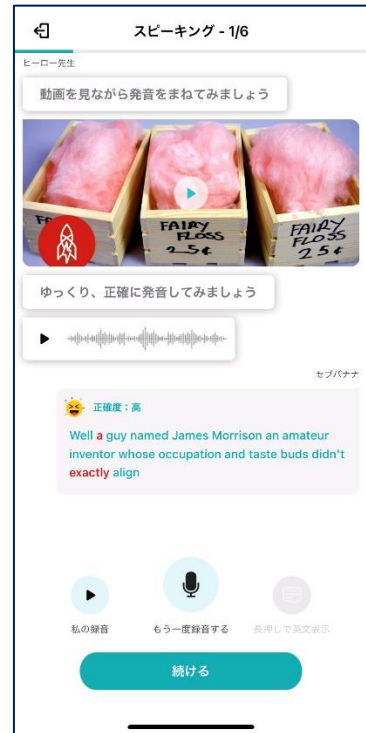 スピーキング - 1/6
ヒーロー先生
動画を見ながら発音をまねてみましょう
FAIRY
FLOSS
25¢
FAIRY
FLOSS
25¢
ゆっくり、正確に発音してみましょう
セブバナナ
正確度：高
Well a guy named James Morrison an amateur
inventor whose occupation and taste buds didn't
exactly align
私の録音
もう一度録音する
長押しで英文表示
続ける